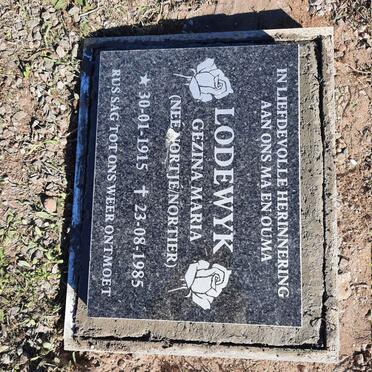 IN LIEFDEVOLLE HERINNERING
AAN ONS MA EN OUMA
LODEWYK
GEZINA MARIA
(NEE NORTJE/NORTIER)
★ 30-01-1915 ✝ 23-08-1985
RUS SAG TOT ONS WEER ONTMOET